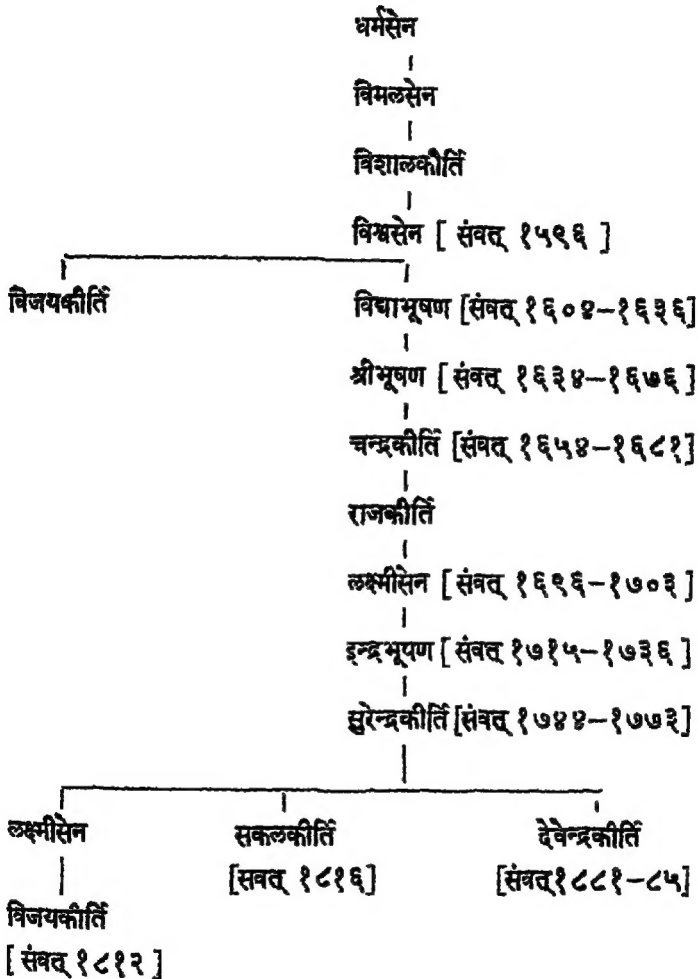 धर्मसेन
विमलसेन
विशालकीर्ति
विश्वसेन [ संवत् १५९६ ]
विजयकीर्ति विद्याभूषण [संवत् १६०४-१६३६]
श्रीभूषण [ संवत् १६३४-१६७६ ]
चन्द्रकीर्ति [संवत् १६५४-१६८१]
राजकीर्ति
लक्ष्मीसेन [ संवत् १६९६-१७०३ ]
इन्द्रभूषण [ संवत् १७१५-१७३६ ]
सुरेन्द्रकीर्ति [संवत् १७४४-१७७३]
लक्ष्मीसेन सकलकीर्ति देवेन्द्रकीर्ति
[सवत् १८१६] [संवत् १८८१-८५]
विजयकीर्ति
[ संवत् १८१२ ]